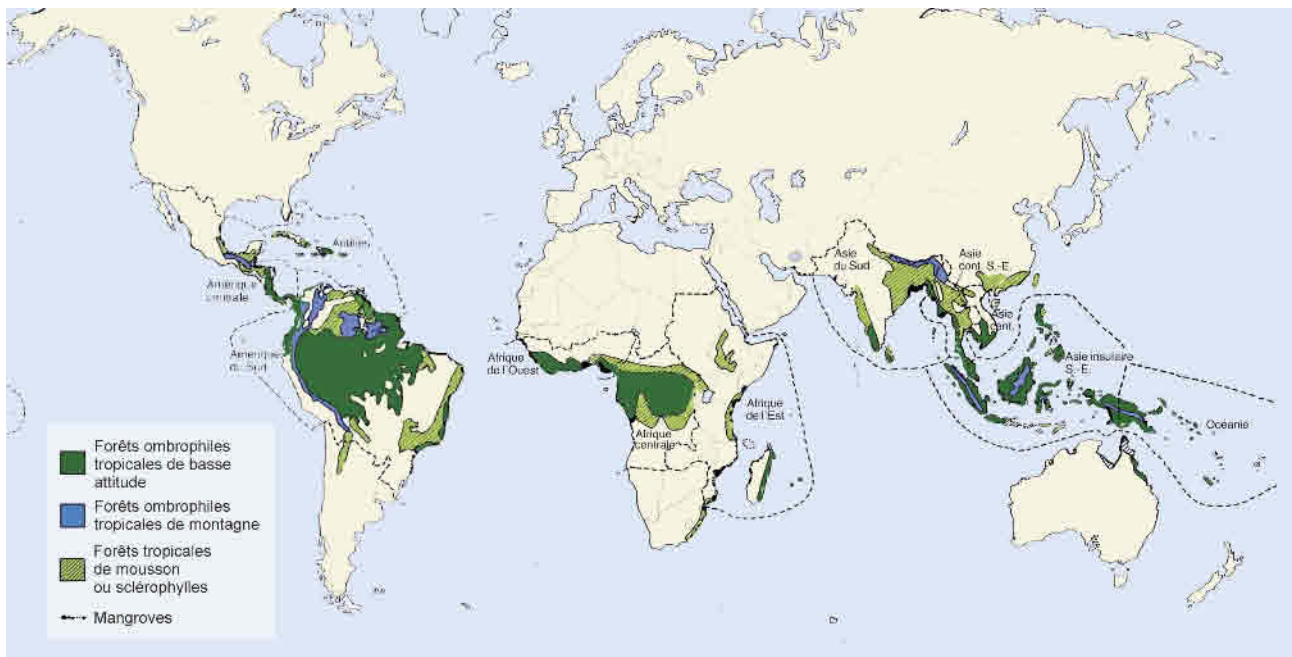 Antilles
Amérique
centrale
Amérique
du Sud
Afrique
de l'Ouest
Afrique
centrale
Afrique
de l'Est
Asie
du Sud
Asie
cont. S.-E.
Asie
cont.
Asie insulaire
S.-E.
Océanie
Forêts ombrophiles
tropicales de basse
attitude
Forêts ombrophiles
tropicales de montagne
Forêts tropicales
de mousson
ou sclérophylles
Mangroves